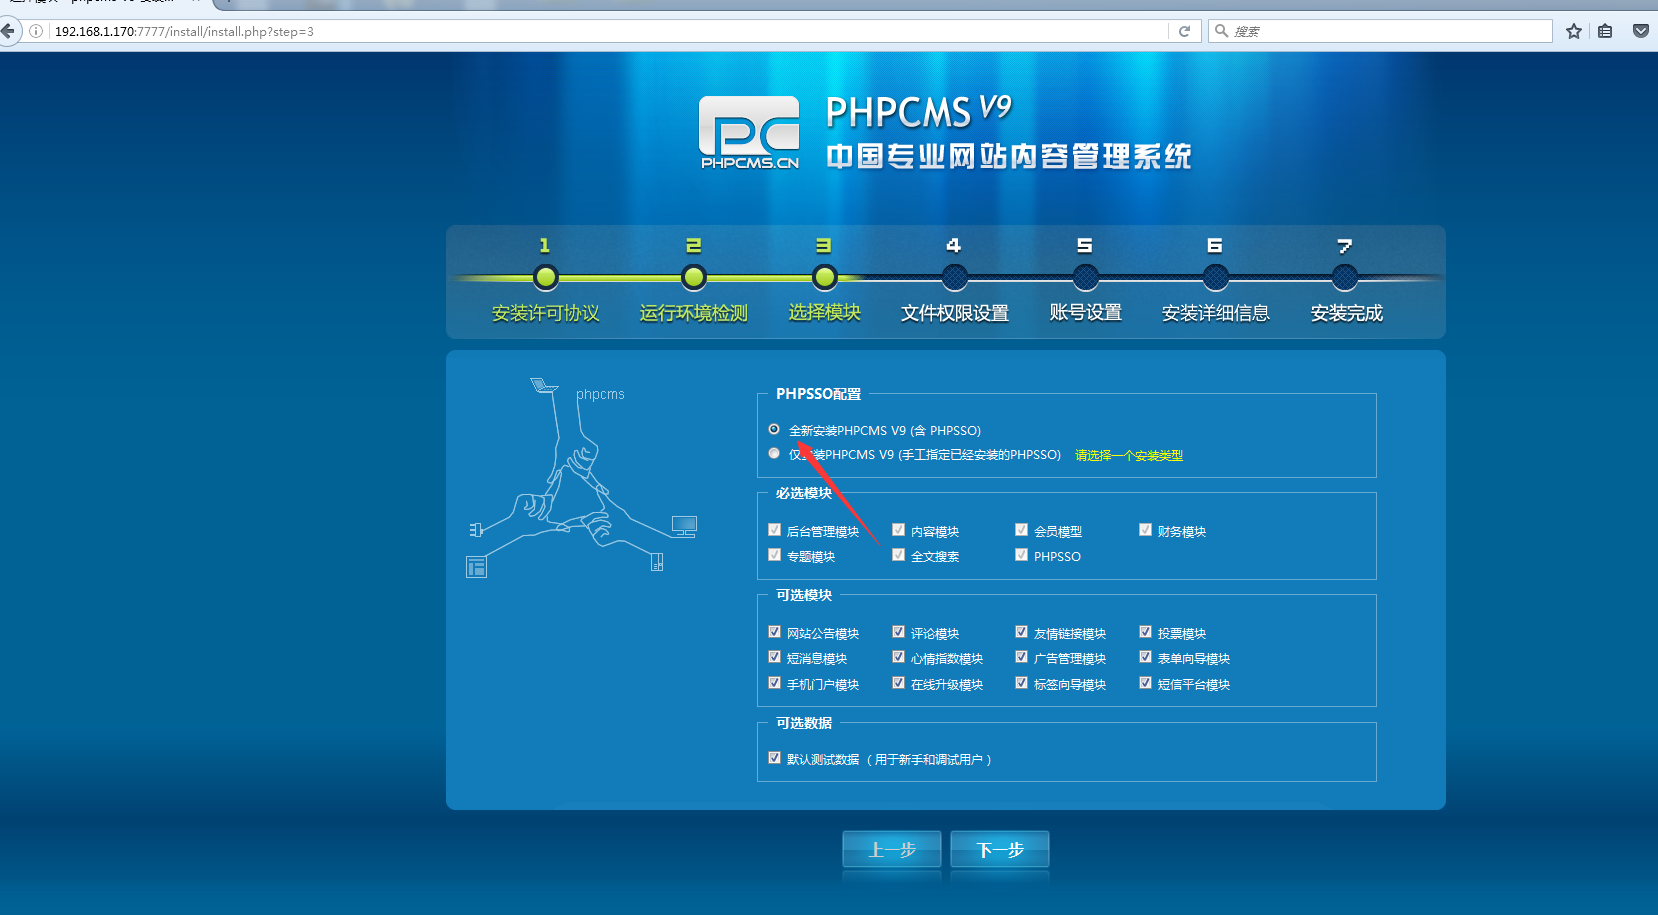 192.168.1.170:7777/install/install.php?step=3
搜索
PC
PHPCMS.CN
PHPCMS V9
中国专业网站内容管理系统
1 2 3 4 5 6 7
安装许可协议 运行环境检测 选择模块 文件权限设置 账号设置 安装详细信息 安装完成
phpcms
PHPSSO配置
全新安装PHPCMS V9 (含 PHPSSO)
仅 装PHPCMS V9 (手工指定已经安装的PHPSSO) 请选择一个安装类型
必选模块
后台管理模块 内容模块 会员模型 财务模块
专题模块 全文搜索 PHPSSO
可选模块
网站公告模块 评论模块 友情链接模块 投票模块
短消息模块 心情指数模块 广告管理模块 表单向导模块
手机门户模块 在线升级模块 标签向导模块 短信平台模块
可选数据
默认测试数据 （用于新手和调试用户）
上一步 下一步